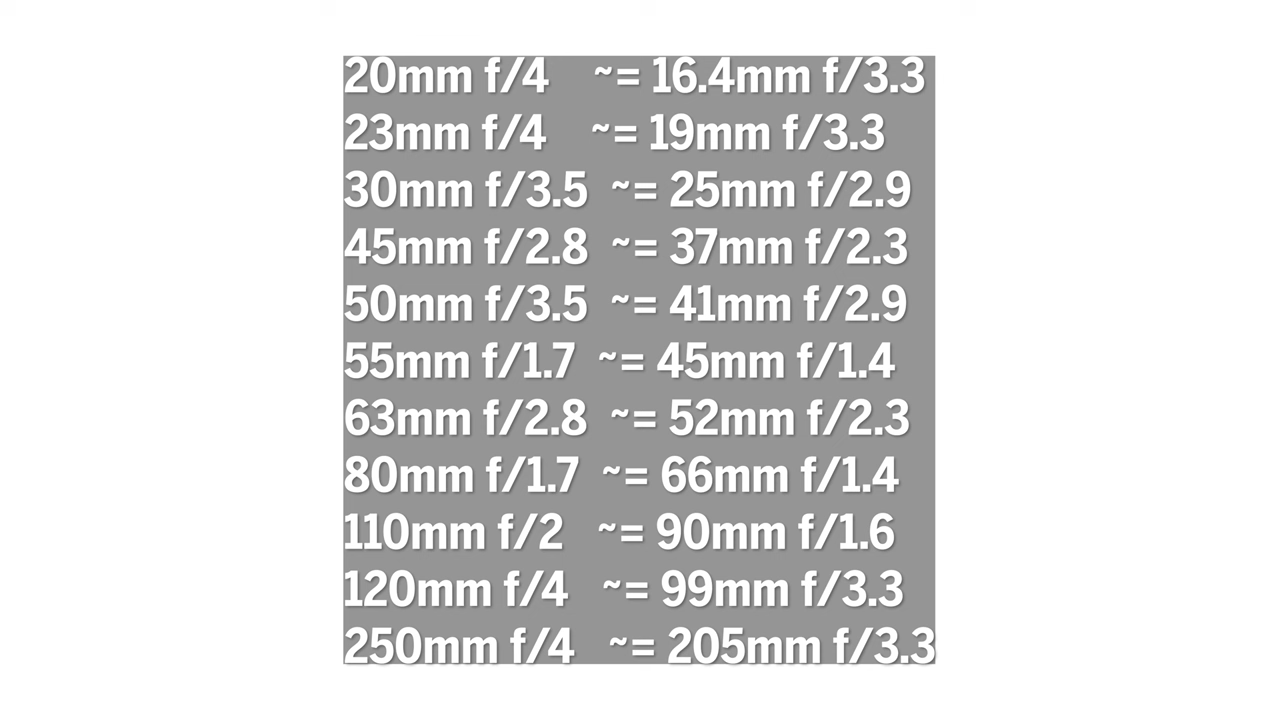 20mm f/4 ~= 16.4mm f/3.3
23mm f/4 ~= 19mm f/3.3
30mm f/3.5 ~= 25mm f/2.9
45mm f/2.8 ~= 37mm f/2.3
50mm f/3.5 ~= 41mm f/2.9
55mm f/1.7 ~= 45mm f/1.4
63mm f/2.8 ~= 52mm f/2.3
80mm f/1.7 ~= 66mm f/1.4
110mm f/2 ~= 90mm f/1.6
120mm f/4 ~= 99mm f/3.3
250mm f/4 ~= 205mm f/3.3